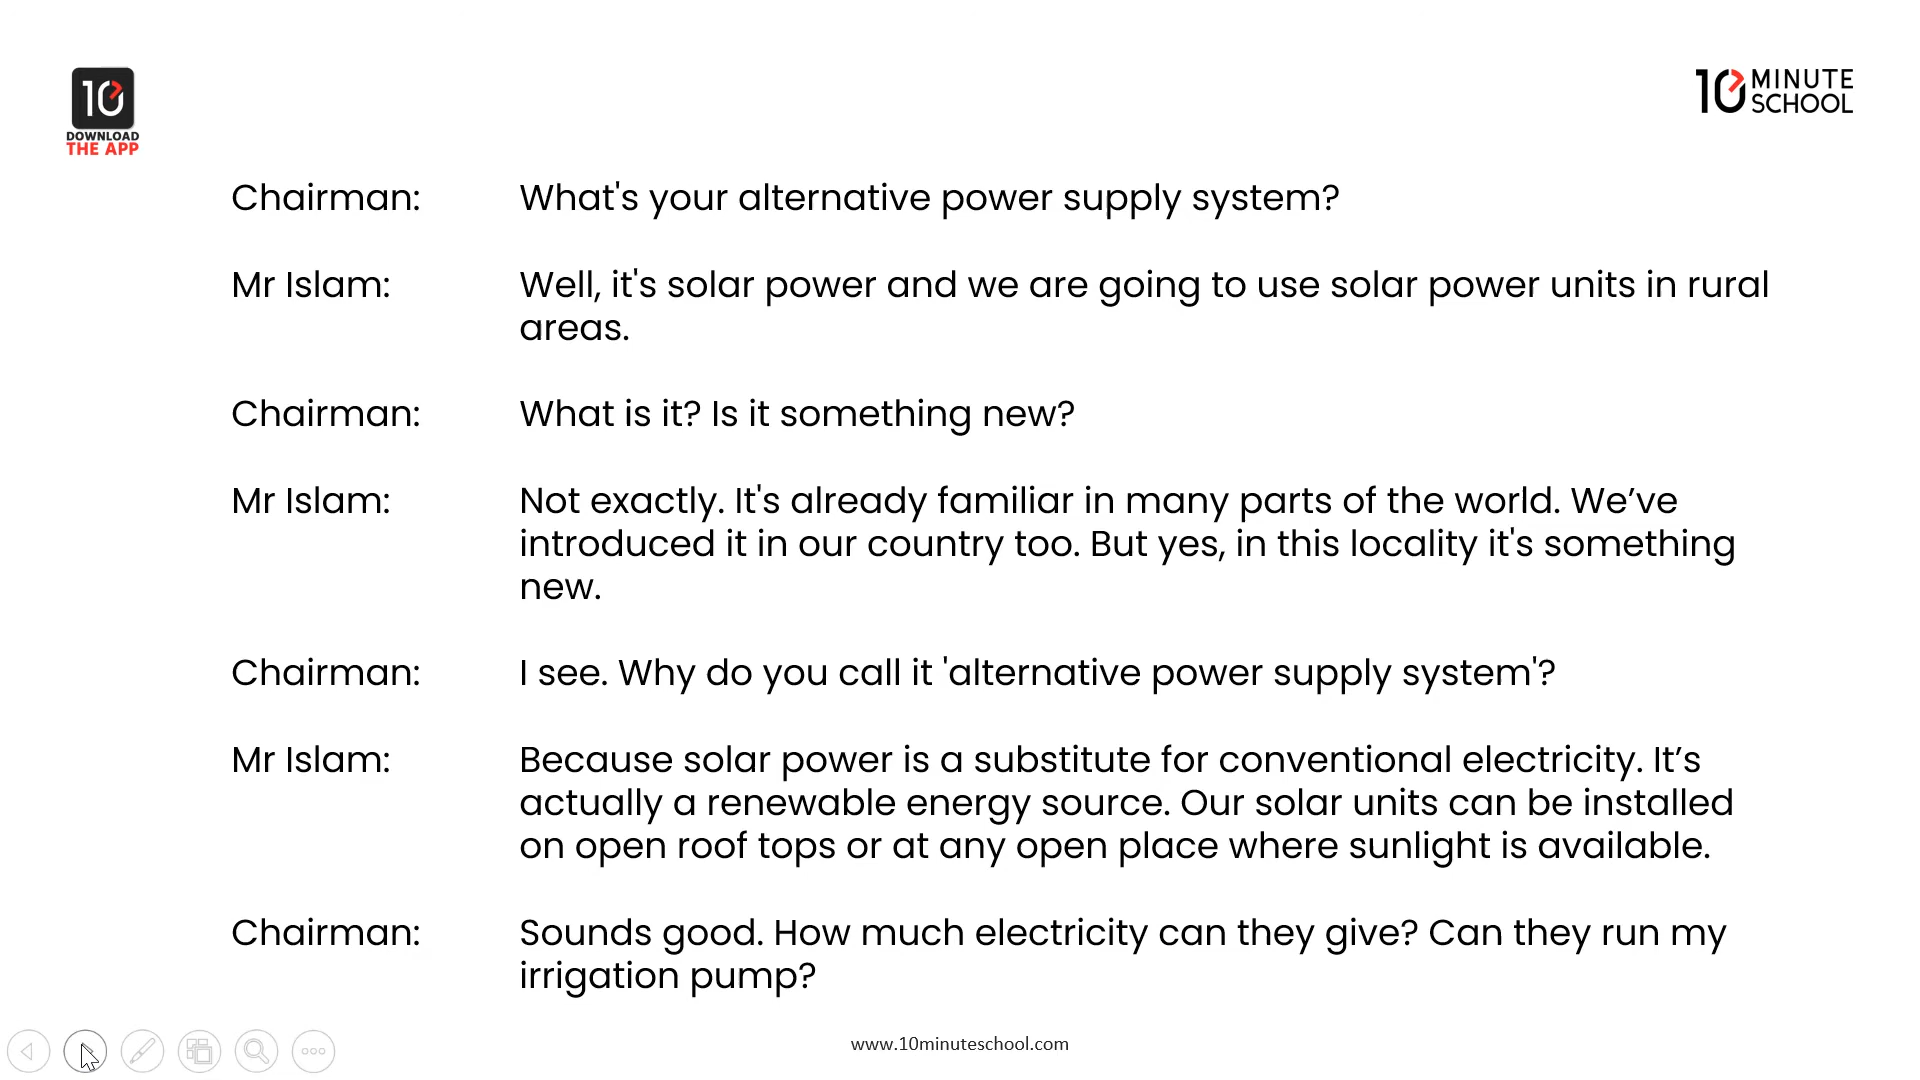 10
DOWNLOAD
THE APP
10 MINUTE
SCHOOL
Chairman: What's your alternative power supply system?
Mr Islam: Well, it's solar power and we are going to use solar power units in rural
areas.
Chairman: What is it? Is it something new?
Mr Islam: Not exactly. It's already familiar in many parts of the world. We’ve
introduced it in our country too. But yes, in this locality it's something
new.
Chairman: I see. Why do you call it 'alternative power supply system'?
Mr Islam: Because solar power is a substitute for conventional electricity. It’s
actually a renewable energy source. Our solar units can be installed
on open roof tops or at any open place where sunlight is available.
Chairman: Sounds good. How much electricity can they give? Can they run my
irrigation pump?
www.10minuteschool.com